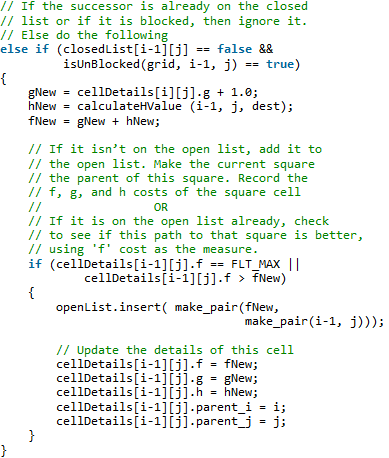 // If the successor is already on the closed
// list or if it is blocked, then ignore it.
// Else do the following
else if (closedList[i-1][j] == false &&
         isUnBlocked(grid, i-1, j) == true)
{
    gNew = cellDetails[i][j].g + 1.0;
    hNew = calculateHValue (i-1, j, dest);
    fNew = gNew + hNew;

    // If it isn't on the open list, add it to
    // the open list. Make the current square
    // the parent of this square. Record the
    // f, g, and h costs of the square cell
    //                OR
    // If it is on the open list already, check
    // to see if this path to that square is better,
    // using 'f' cost as the measure.
    if (cellDetails[i-1][j].f == FLT_MAX ||
            cellDetails[i-1][j].f > fNew)
    {
        openList.insert( make_pair(fNew,
                                   make_pair(i-1, j)));

        // Update the details of this cell
        cellDetails[i-1][j].f = fNew;
        cellDetails[i-1][j].g = gNew;
        cellDetails[i-1][j].h = hNew;
        cellDetails[i-1][j].parent_i = i;
        cellDetails[i-1][j].parent_j = j;
    }
}